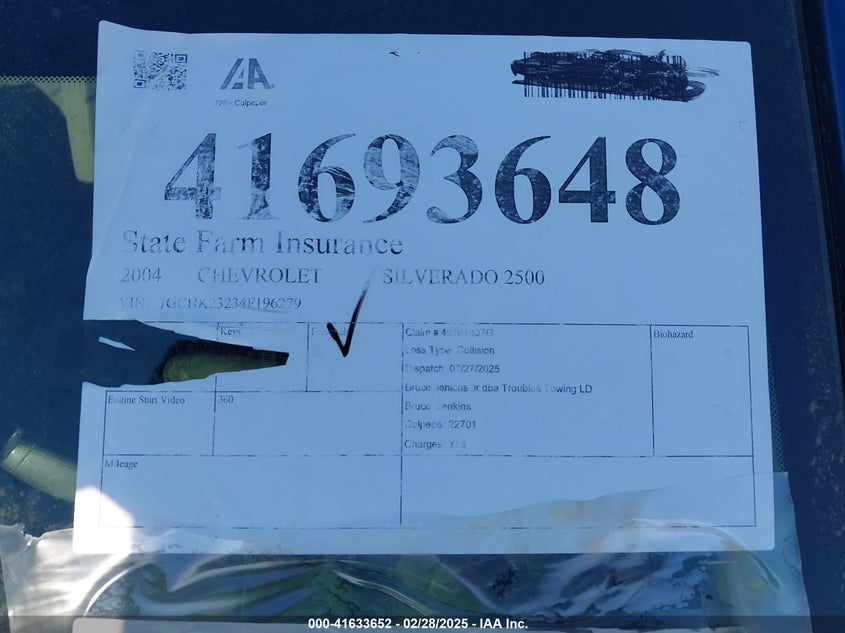 IAA
726 - Culpeper
41693648
State Farm Insurance
2004 CHEVROLET SILVERADO 2500
VIN: 1GCHK23234F196279
Keys
Claim #
Biohazard
Loss Type: Collision
Dispatch: 02/27/2025
Bruce Jenkins Jr dba Troubles Towing LD
Engine Start Video 360
Bruce Jenkins
Culpeper 22701
Charges: Yes
Mileage
000-41633652 - 02/28/2025 - IAA Inc.